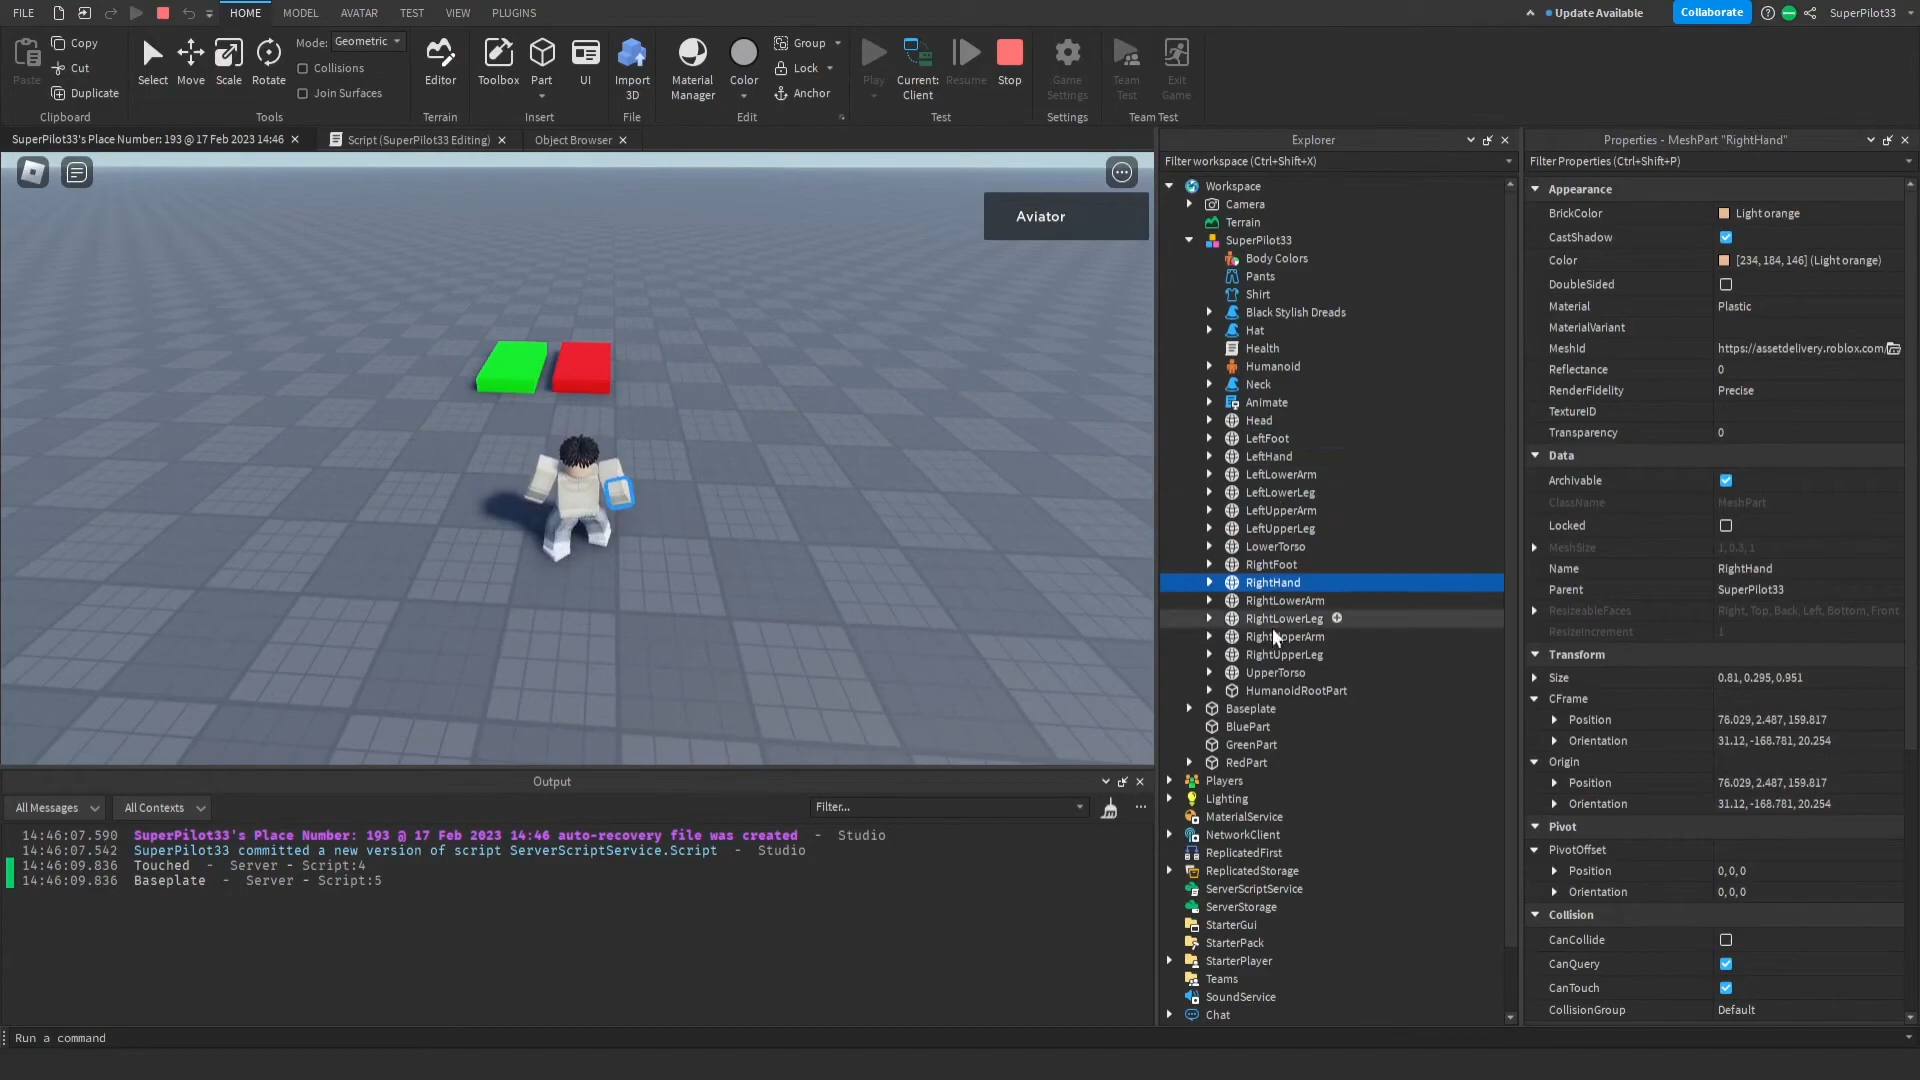 FILE HOME MODEL AVATAR TEST VIEW PLUGINS Update Available Collaborate SuperPilot33
Paste Copy Cut Duplicate Clipboard
Select Move Scale Rotate Mode: Geometric Collisions Join Surfaces Tools
Editor Terrain
Toolbox Part UI Insert
Import 3D File
Material Manager Color Group Lock Anchor Edit
Play Current: Client Resume Stop Test
Game Settings Settings
Team Test Exit Game Team Test
SuperPilot33's Place Number: 193 @ 17 Feb 2023 14:46 Script (SuperPilot33 Editing) Object Browser
Aviator
Output
All Messages All Contexts Filter...
14:46:07.590 SuperPilot33's Place Number: 193 @ 17 Feb 2023 14:46 auto-recovery file was created - Studio
14:46:07.542 SuperPilot33 committed a new version of script ServerScriptService.Script - Studio
14:46:09.836 Touched - Server - Script:4
14:46:09.836 Baseplate - Server - Script:5
Run a command
Explorer
Filter workspace (Ctrl+Shift+X)
Workspace
Camera
Terrain
SuperPilot33
Body Colors
Pants
Shirt
Black Stylish Dreads
Hat
Health
Humanoid
Neck
Animate
Head
LeftFoot
LeftHand
LeftLowerArm
LeftLowerLeg
LeftUpperArm
LeftUpperLeg
LowerTorso
RightFoot
RightHand
RightLowerArm
RightLowerLeg
RightUpperArm
RightUpperLeg
UpperTorso
HumanoidRootPart
Baseplate
BluePart
GreenPart
RedPart
Players
Lighting
MaterialService
NetworkClient
ReplicatedFirst
ReplicatedStorage
ServerScriptService
ServerStorage
StarterGui
StarterPack
StarterPlayer
Teams
SoundService
Chat
Properties - MeshPart "RightHand"
Filter Properties (Ctrl+Shift+P)
Appearance
BrickColor Light orange
CastShadow
Color [234, 184, 146] (Light orange)
DoubleSided
Material Plastic
MaterialVariant
MeshId https://assetdelivery.roblox.com/
Reflectance 0
RenderFidelity Precise
TextureID
Transparency 0
Data
Archivable
ClassName MeshPart
Locked
MeshSize 1, 0.3, 1
Name RightHand
Parent SuperPilot33
ResizeableFaces Right, Top, Back, Left, Bottom, Front
ResizeIncrement 1
Transform
Size 0.81, 0.295, 0.951
CFrame
Position 76.029, 2.487, 159.817
Orientation 31.12, -168.781, 20.254
Origin
Position 76.029, 2.487, 159.817
Orientation 31.12, -168.781, 20.254
Pivot
PivotOffset
Position 0, 0, 0
Orientation 0, 0, 0
Collision
CanCollide
CanQuery
CanTouch
CollisionGroup Default